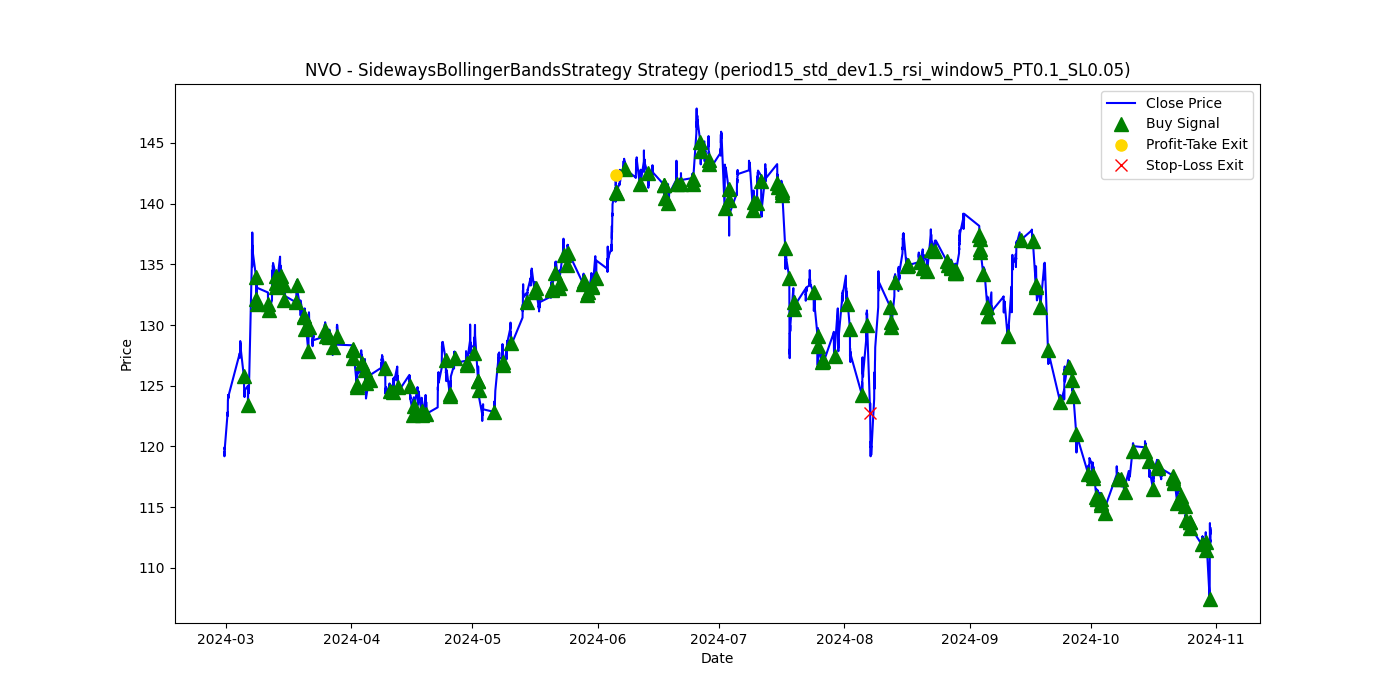 NVO - SidewaysBollingerBandsStrategy Strategy (period15_std_dev1.5_rsi_window5_PT0.1_SL0.05)
Close Price
Buy Signal
Profit-Take Exit
Stop-Loss Exit
Price
145
140
135
130
125
120
115
110
2024-03
2024-04
2024-05
2024-06
2024-07
2024-08
2024-09
2024-10
2024-11
Date